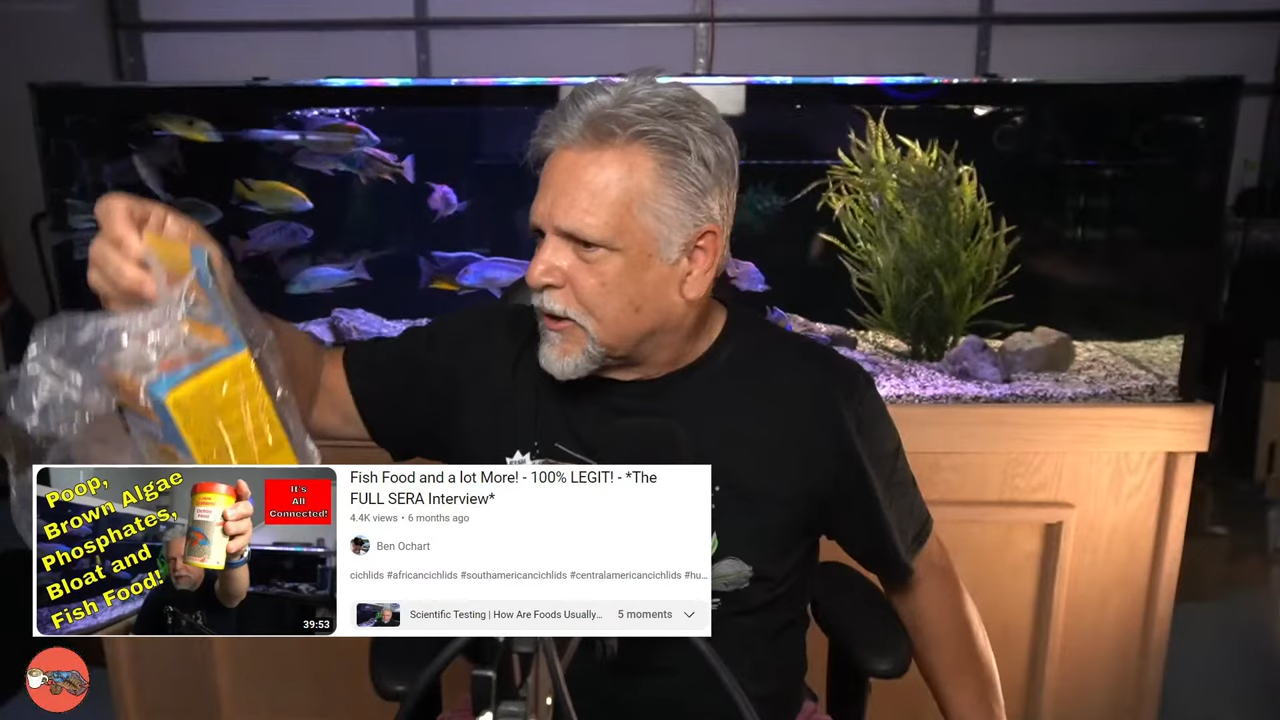 Poop,
Brown Algae
Phosphates,
Bloat and
Fish Food!
It's
All
Connected!
39:53
Fish Food and a lot More! - 100% LEGIT! - *The
FULL SERA Interview*
4.4K views • 6 months ago
Ben Ochart
cichlids #africancichlids #southamericancichlids #centralamericancichlids #hu...
Scientific Testing | How Are Foods Usually...
5 moments